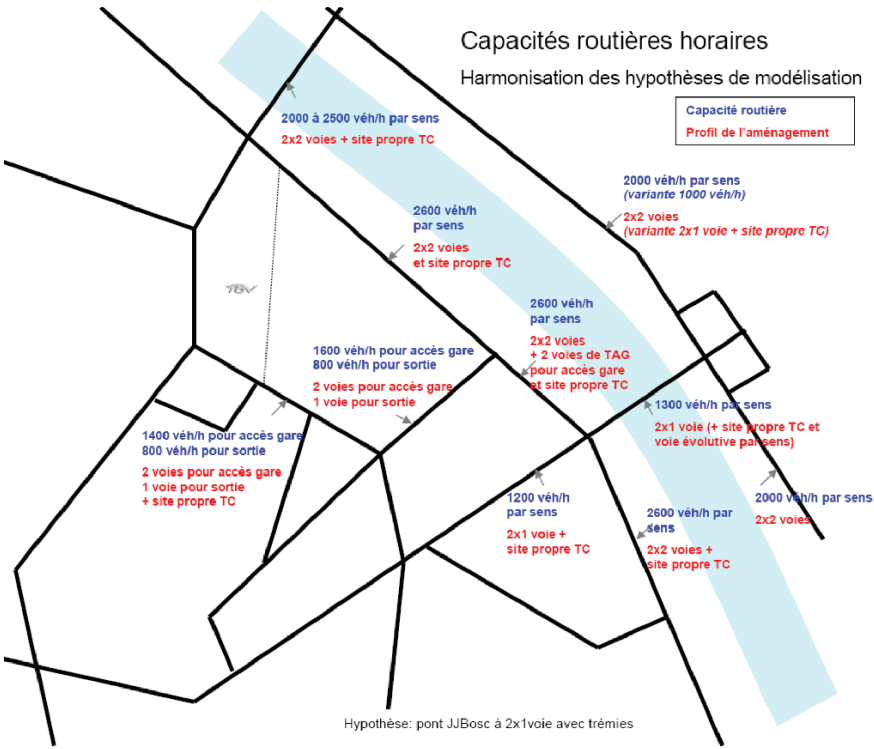 Capacités routières horaires
Harmonisation des hypothèses de modélisation
Capacité routière
Profil de l'aménagement
2000 à 2500 véh/h par sens
2x2 voies + site propre TC
2000 véh/h par sens
(variante 1000 véh/h)
2x2 voies
(variante 2x1 voie + site propre TC)
2600 véh/h
par sens
2x2 voies
et site propre TC
TGV
2600 véh/h
par sens
2x2 voies
+ 2 voies de TAG
pour accès gare
et site propre TC
1600 véh/h pour accès gare
800 véh/h pour sortie
2 voies pour accès gare
1 voie pour sortie
1300 véh/h par sens
2x1 voie (+ site propre TC et
voie évolutive par sens)
1400 véh/h pour accès gare
800 véh/h pour sortie
2 voies pour accès gare
1 voie pour sortie
+ site propre TC
1200 véh/h
par sens
2x1 voie +
site propre TC
2600 véh/h par
sens
2x2 voies +
site propre TC
2000 véh/h par sens
2x2 voies
Hypothèse: pont JJBosc à 2x1voie avec trémies